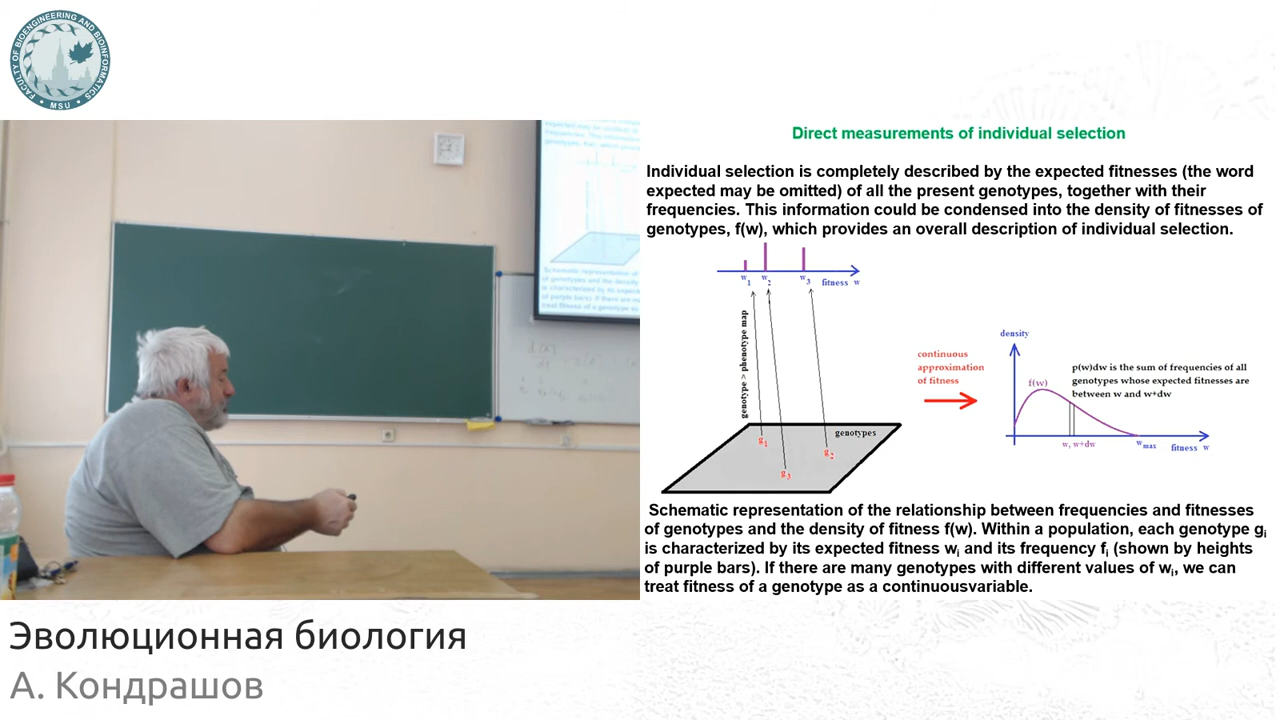 FACULTY OF BIOENGINEERING AND BIOINFORMATICS
• MSU •
Direct measurements of individual selection
Individual selection is completely described by the expected fitnesses (the word
expected may be omitted) of all the present genotypes, together with their
frequencies. This information could be condensed into the density of fitnesses of
genotypes, f(w), which provides an overall description of individual selection.
w1 w2 w3 fitness w
genotype > phenotype map
genotypes
g1
g2
g3
continuous
approximation
of fitness
density
f(w)
p(w)dw is the sum of frequencies of all
genotypes whose expected fitnesses are
between w and w+dw
w, w+dw wmax fitness w
Schematic representation of the relationship between frequencies and fitnesses
of genotypes and the density of fitness f(w). Within a population, each genotype gi
is characterized by its expected fitness wi and its frequency fi (shown by heights
of purple bars). If there are many genotypes with different values of wi, we can
treat fitness of a genotype as a continuousvariable.
Эволюционная биология
А. Кондрашов